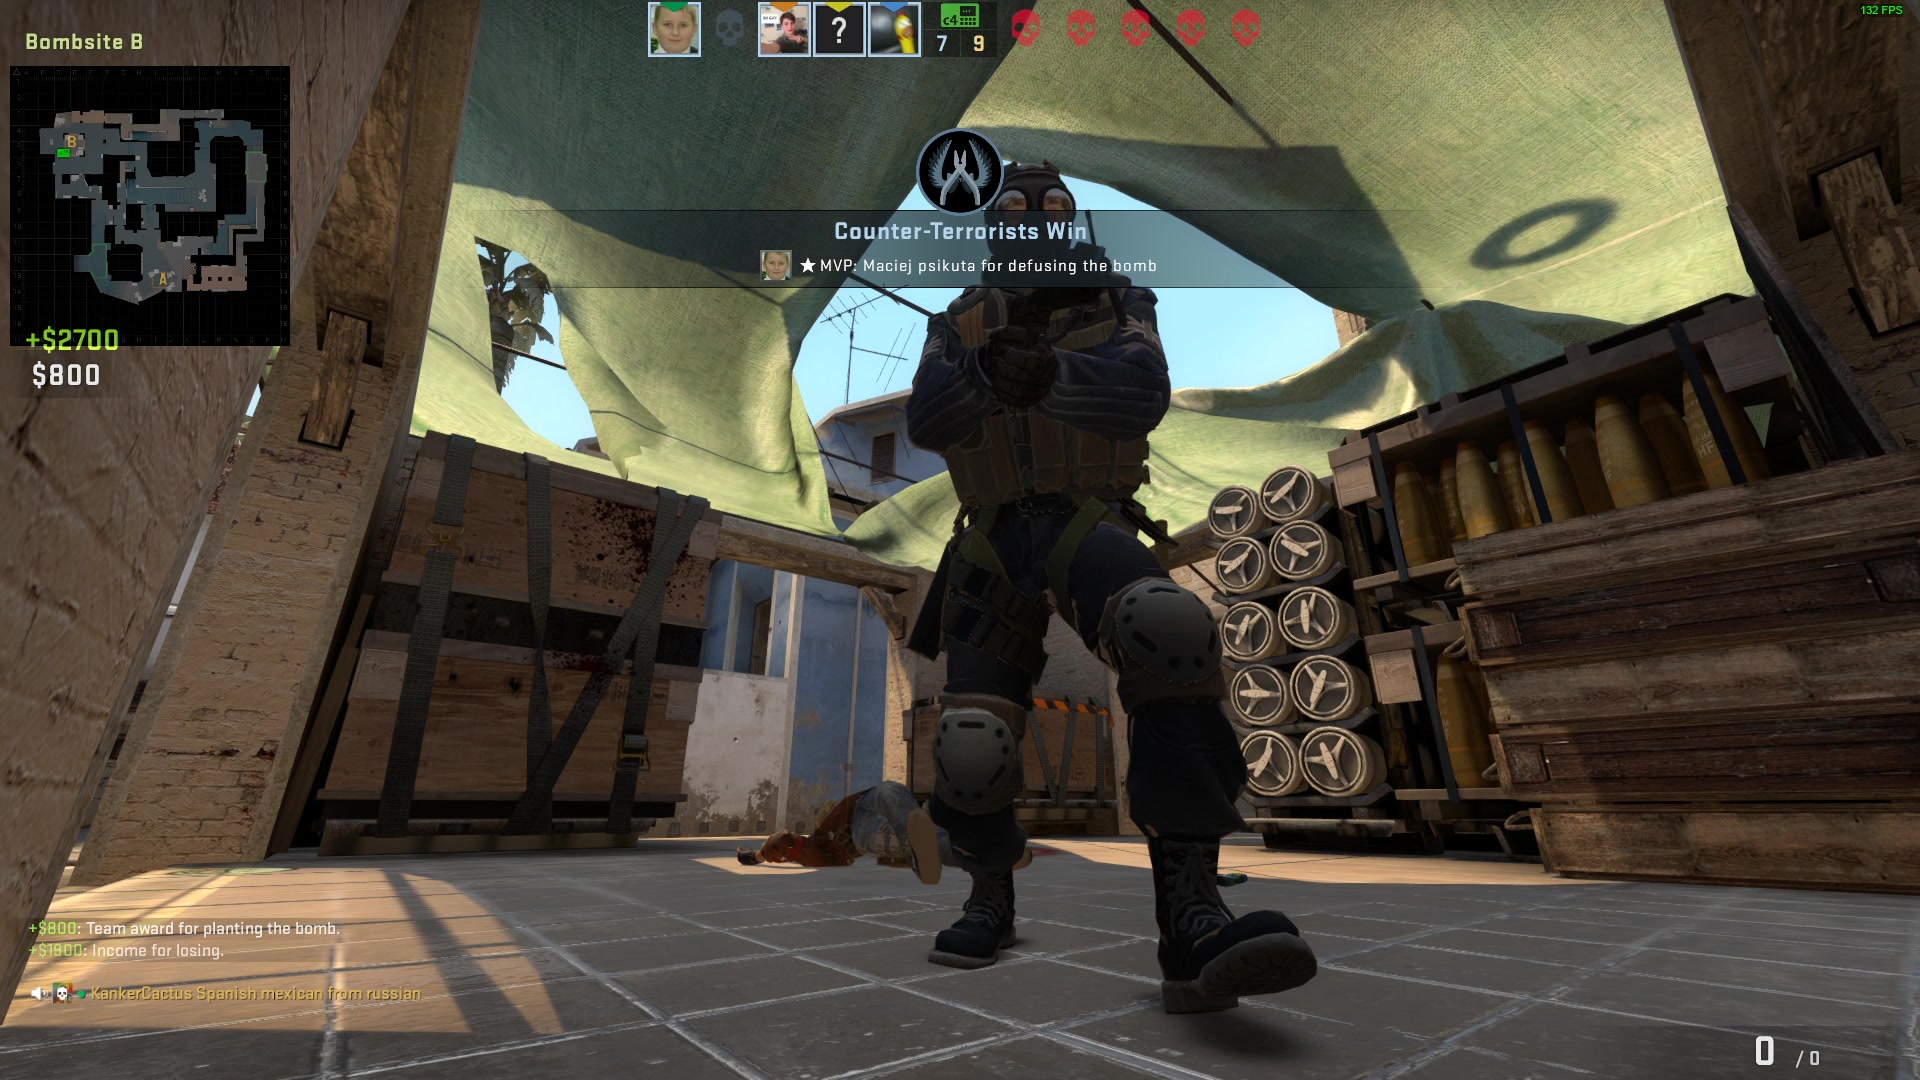 132 FPS
Bombsite B
?
C4
7 9
B
A
Counter-Terrorists Win
★ MVP: Maciej psikuta for defusing the bomb
+$2700
$800
+$800: Team award for planting the bomb.
+$1900: Income for losing.
KankerCactus Spanish mexican from russian
0 / 0